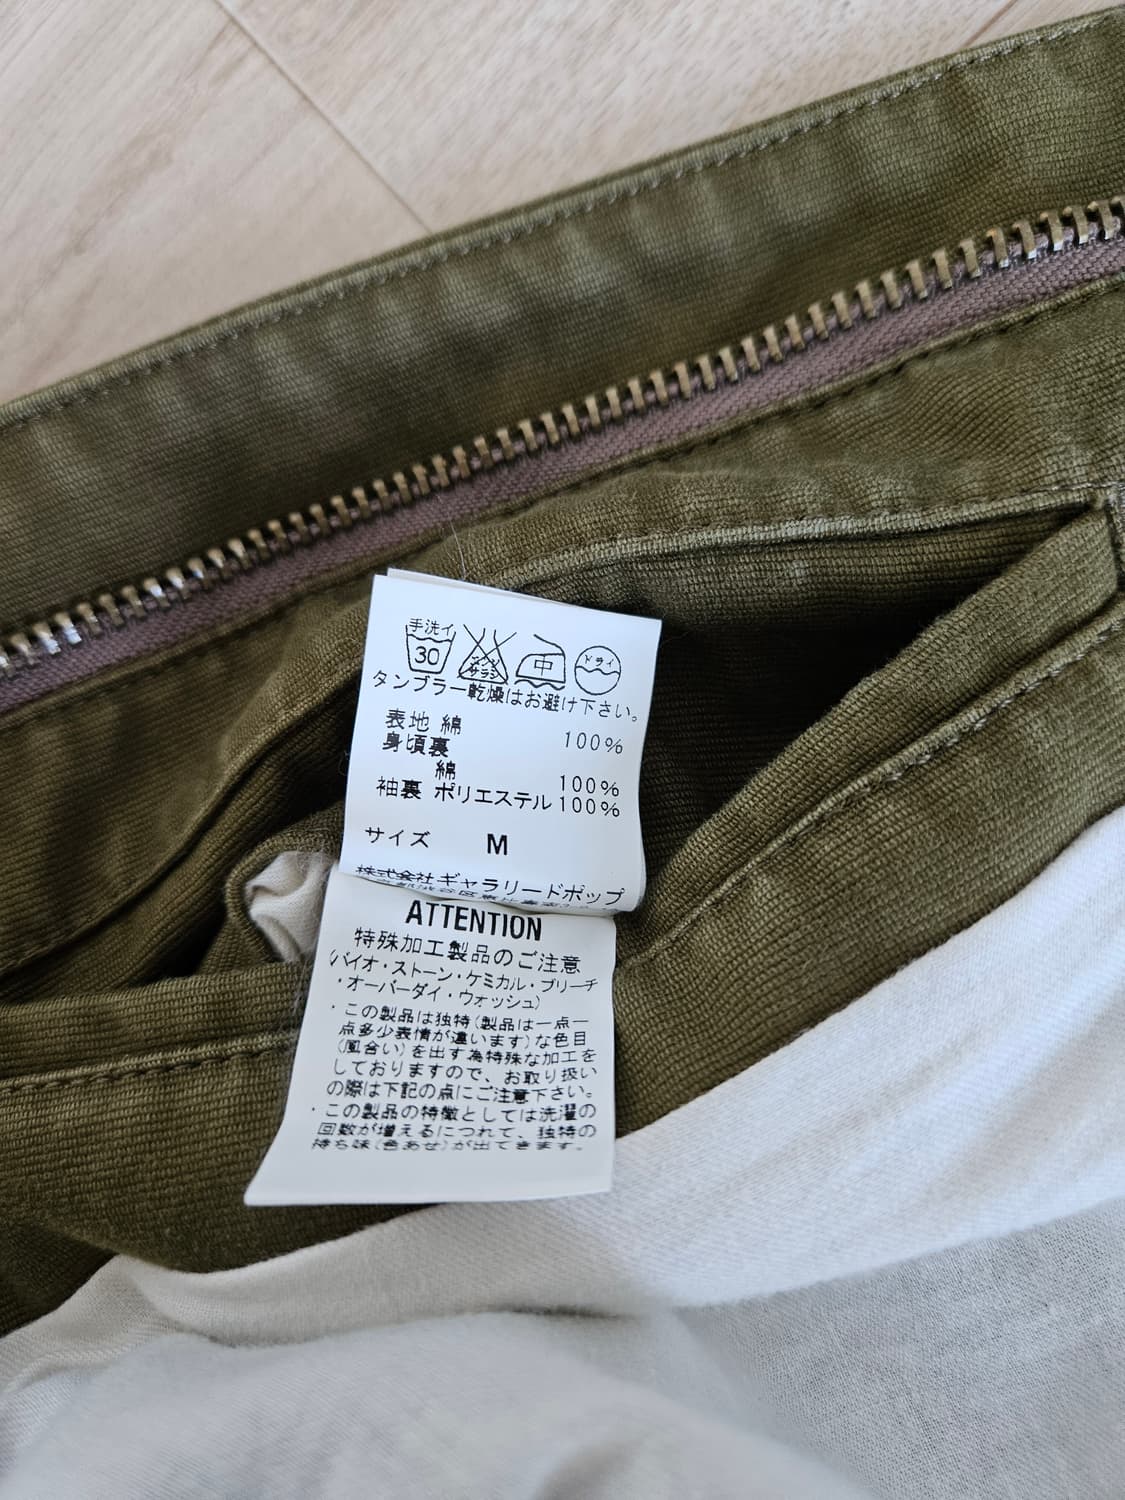 手洗イ
30
エンソ
サラシ
中
ドライ
タンブラー乾燥はお避け下さい。
表地 綿 100%
身頃裏
綿 100%
袖裏 ポリエステル 100%
サイズ M
株式会社ギャラリードポップ
ATTENTION
特殊加工製品のご注意
(バイオ・ストーン・ケミカル・ブリーチ
・オーバーダイ・ウォッシュ)
・この製品は独特(製品は一点一
点多少表情が違います)な色目
(風合い)を出す為特殊な加工を
しておりますので、お取り扱い
の際は下記の点にご注意下さい。
・この製品の特徴としては洗濯の
回数が増えるにつれて、独特の
持ち味(色あせ)が出てきます。